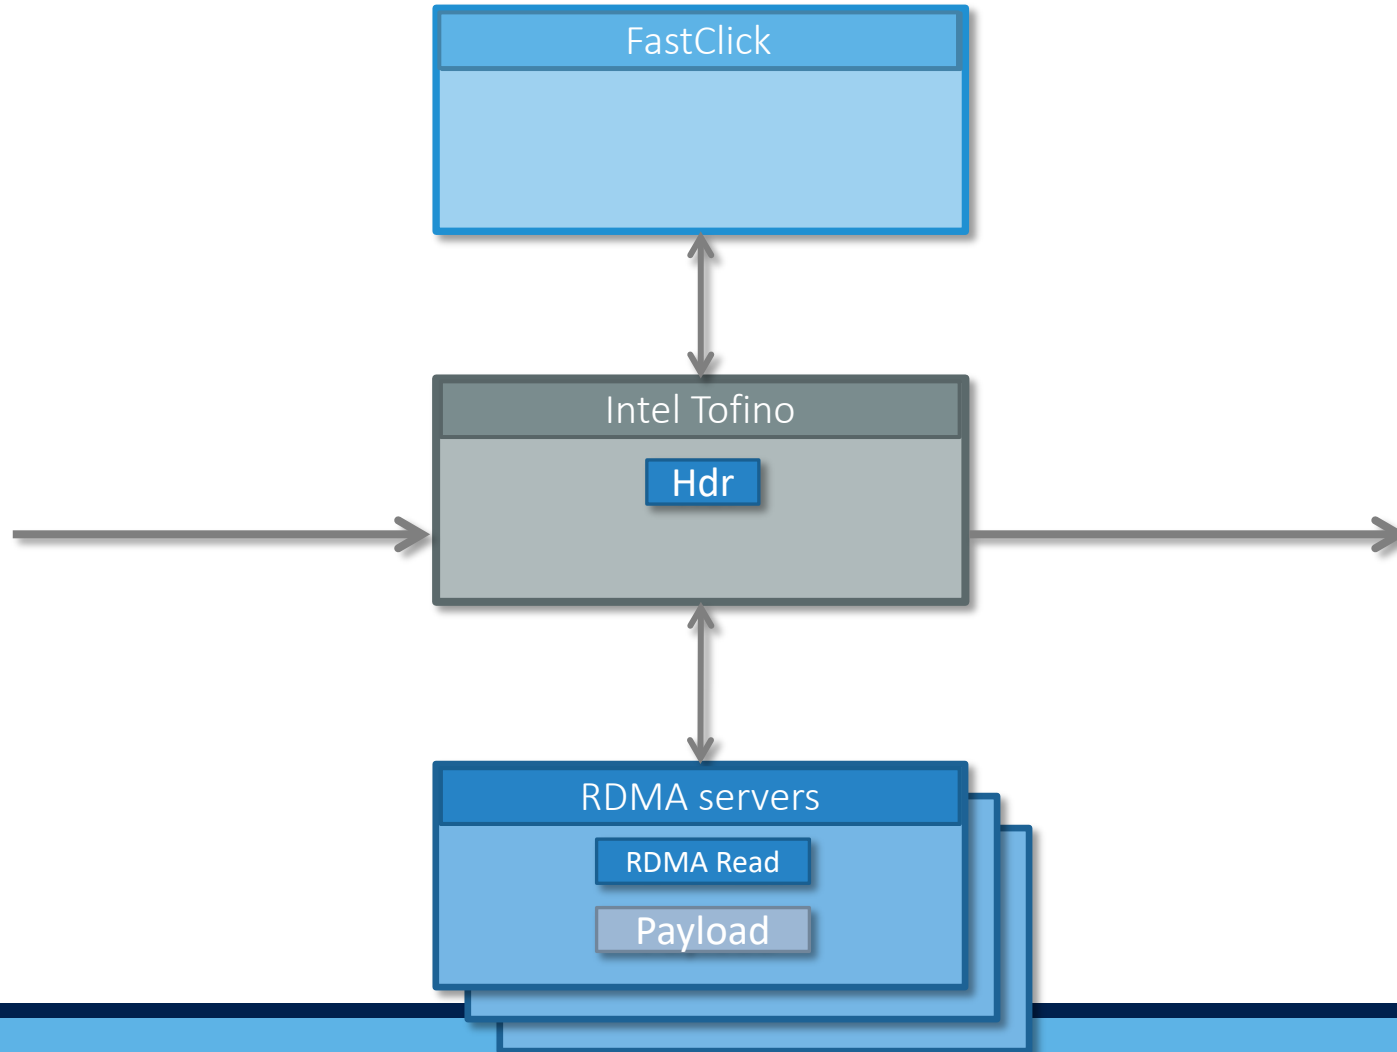 FastClick
Intel Tofino
Hdr
RDMA servers
RDMA Read
Payload